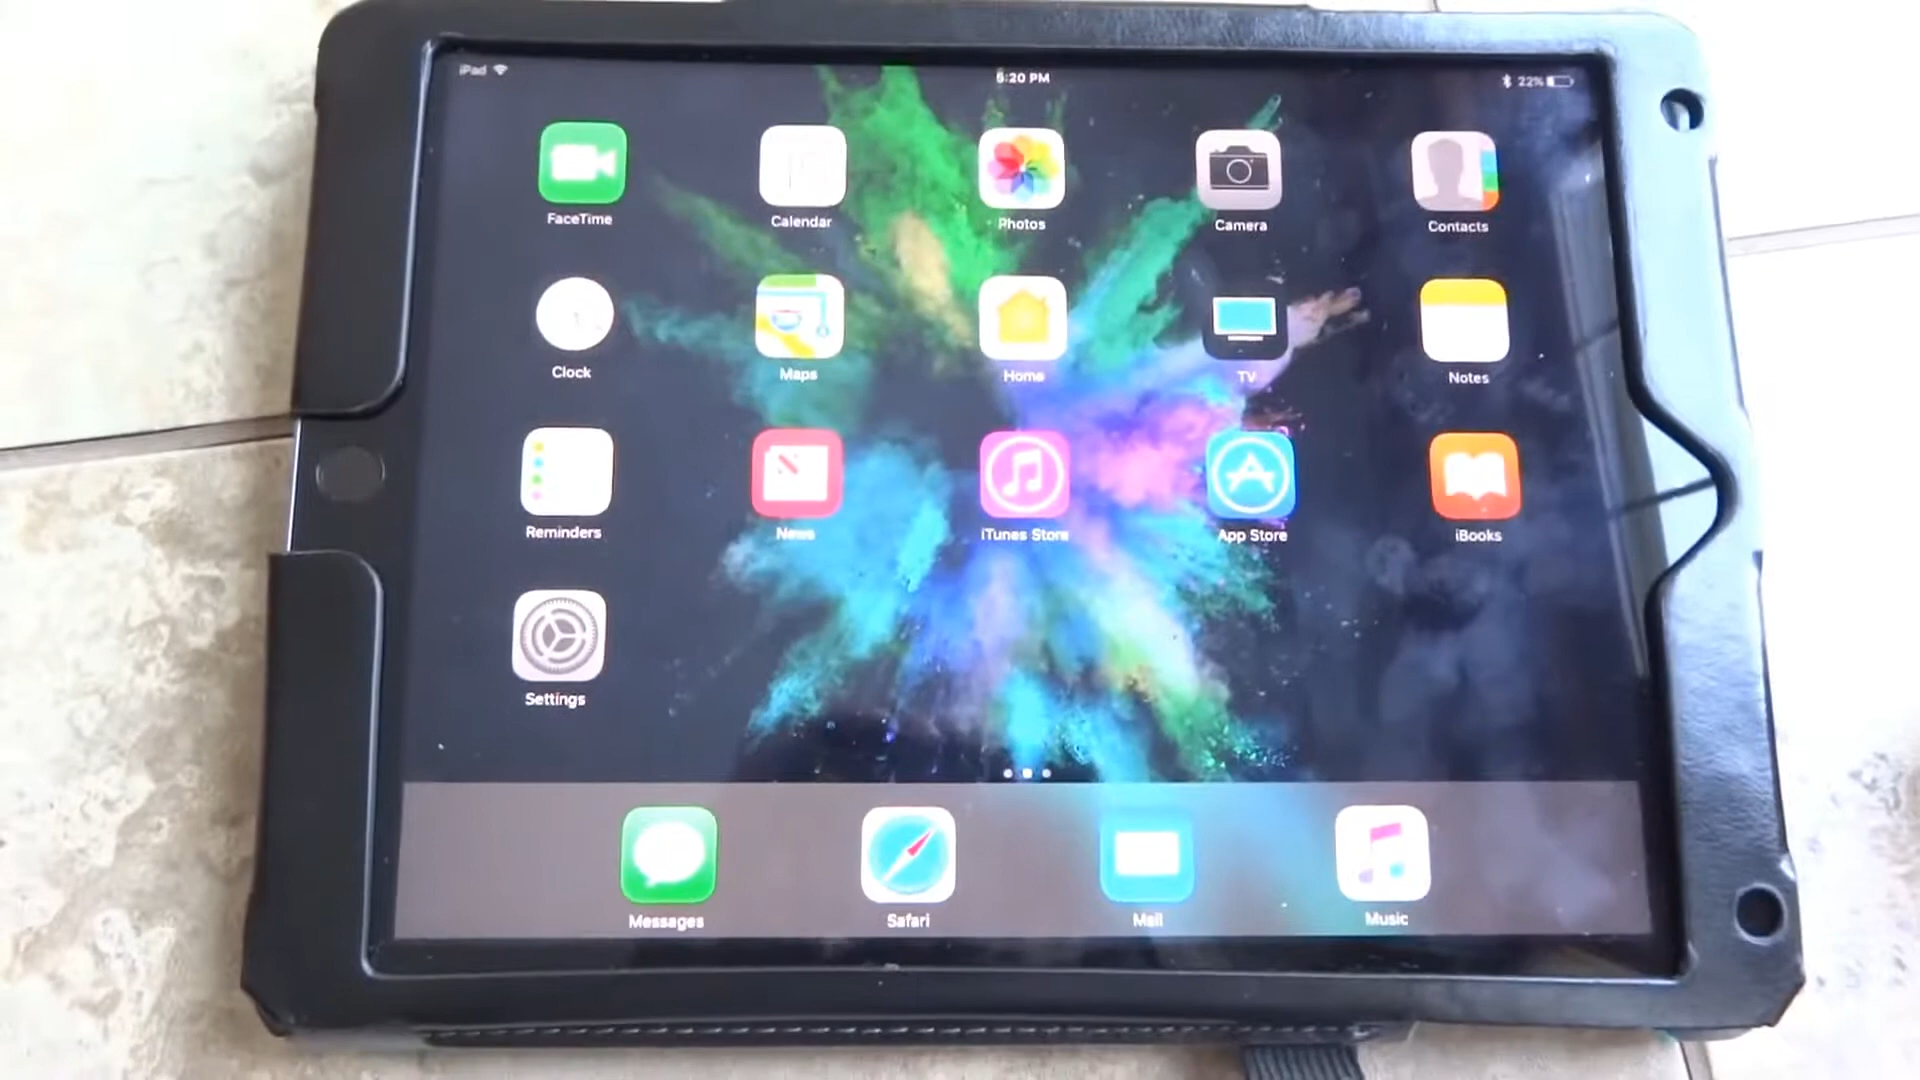 iPad 5:20 PM 22%
FaceTime Calendar Photos Camera Contacts
Clock Maps Home TV Notes
Reminders News iTunes Store App Store iBooks
Settings
Messages Safari Mail Music